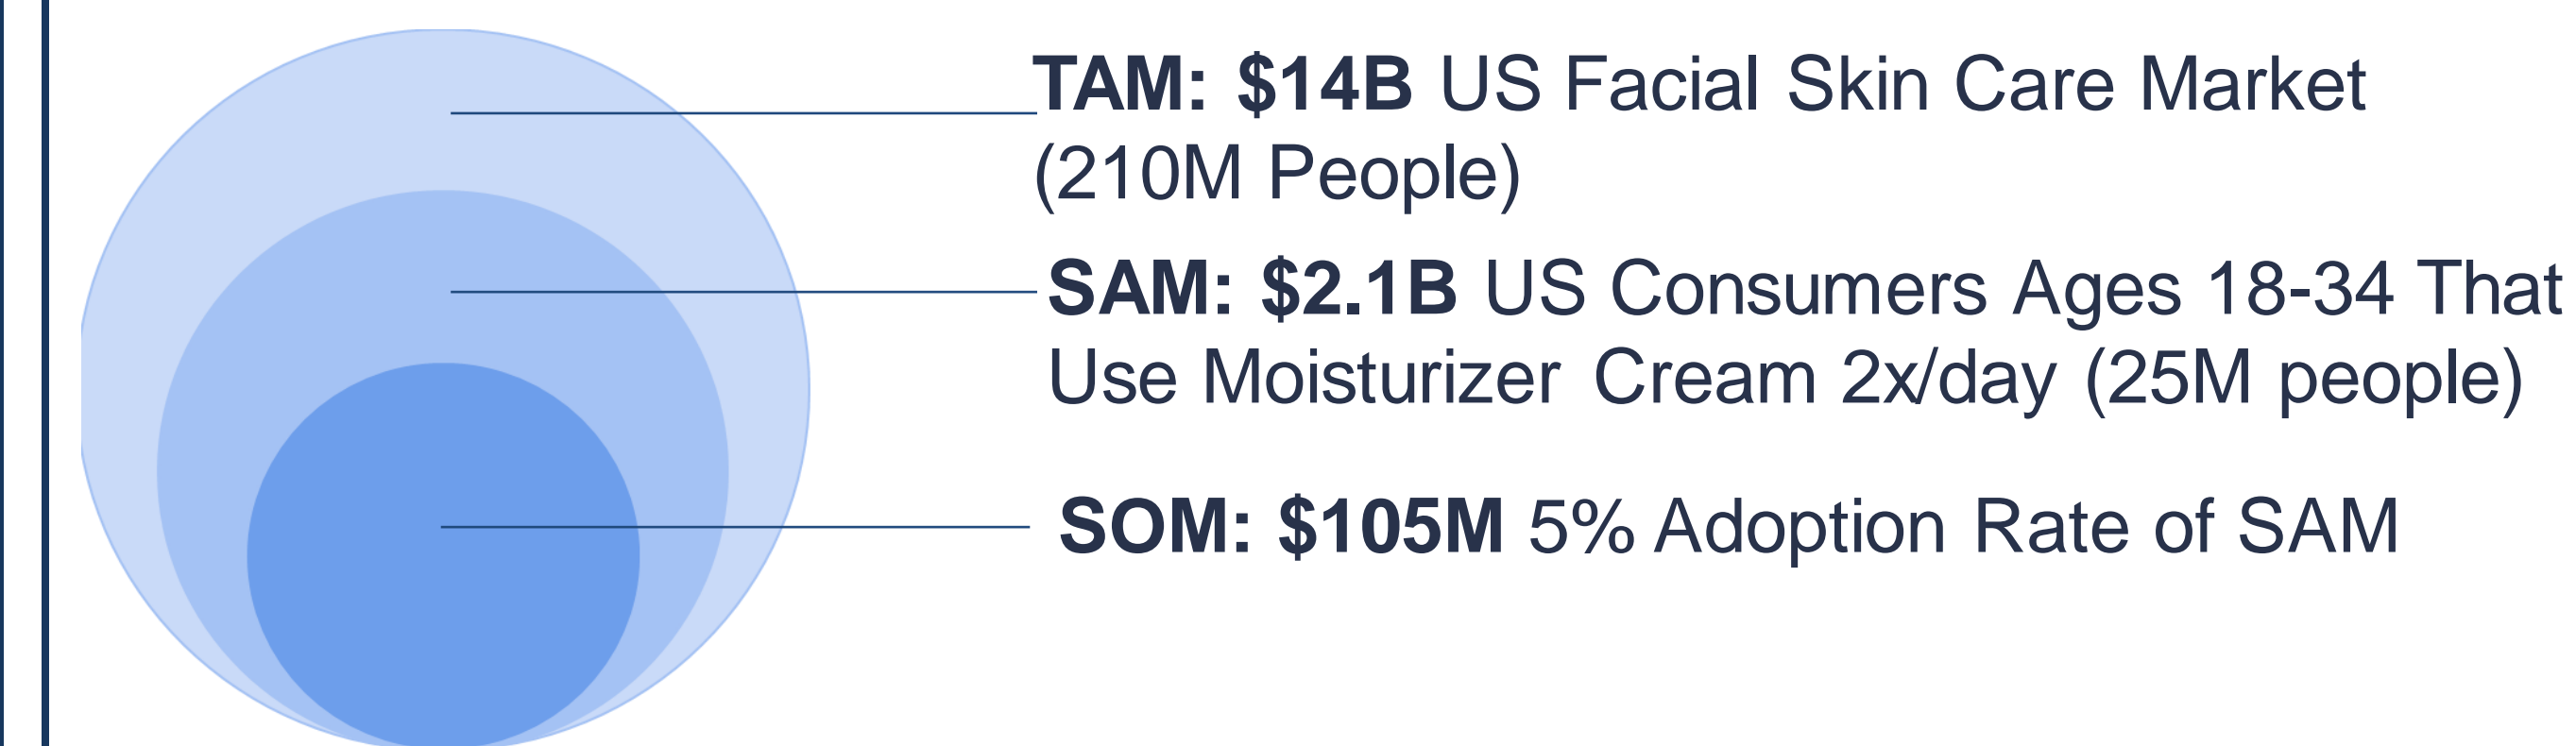 TAM: $14B US Facial Skin Care Market
(210M People)
SAM: $2.1B US Consumers Ages 18-34 That
Use Moisturizer Cream 2x/day (25M people)
SOM: $105M 5% Adoption Rate of SAM